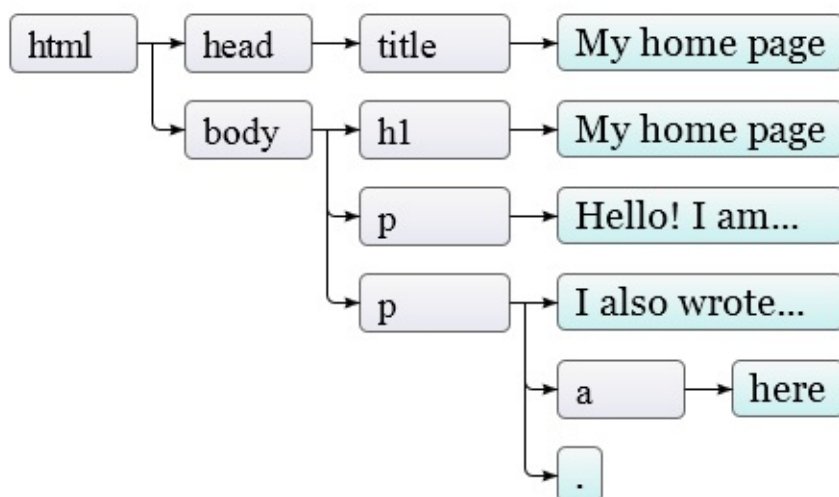 html head title My home page
body h1 My home page
p Hello! I am...
p I also wrote...
a here
.